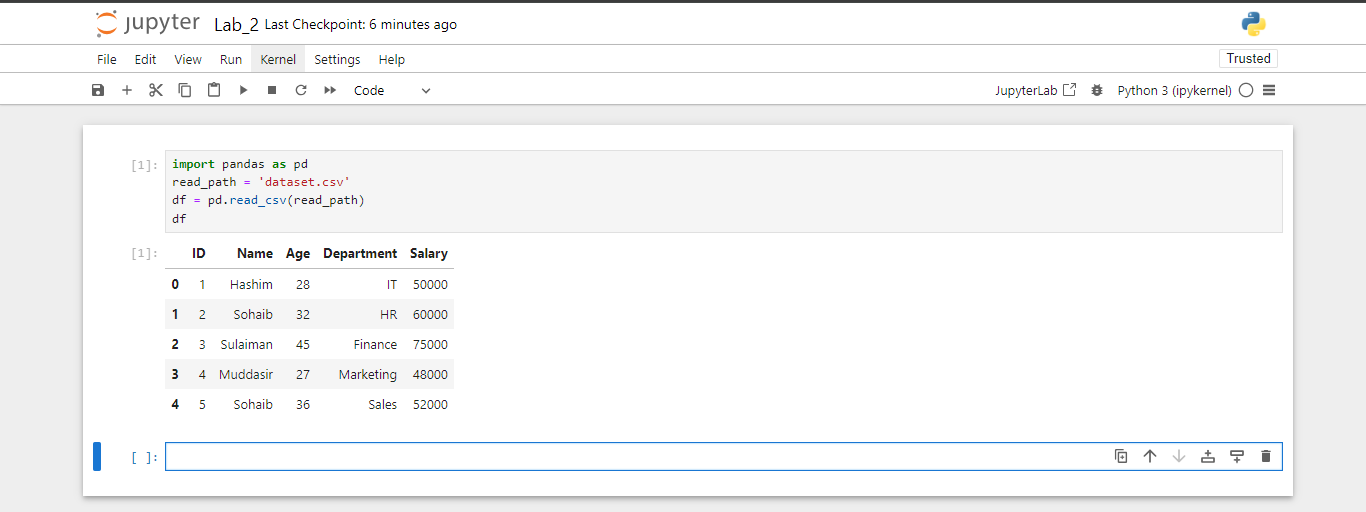 jupyter Lab_2 Last Checkpoint: 6 minutes ago
File Edit View Run Kernel Settings Help
Trusted
Code
JupyterLab Python 3 (ipykernel)
[1]: import pandas as pd
read_path = 'dataset.csv'
df = pd.read_csv(read_path)
df
[1]: ID Name Age Department Salary
0 1 Hashim 28 IT 50000
1 2 Sohaib 32 HR 60000
2 3 Sulaiman 45 Finance 75000
3 4 Muddasir 27 Marketing 48000
4 5 Sohaib 36 Sales 52000
[ ]: